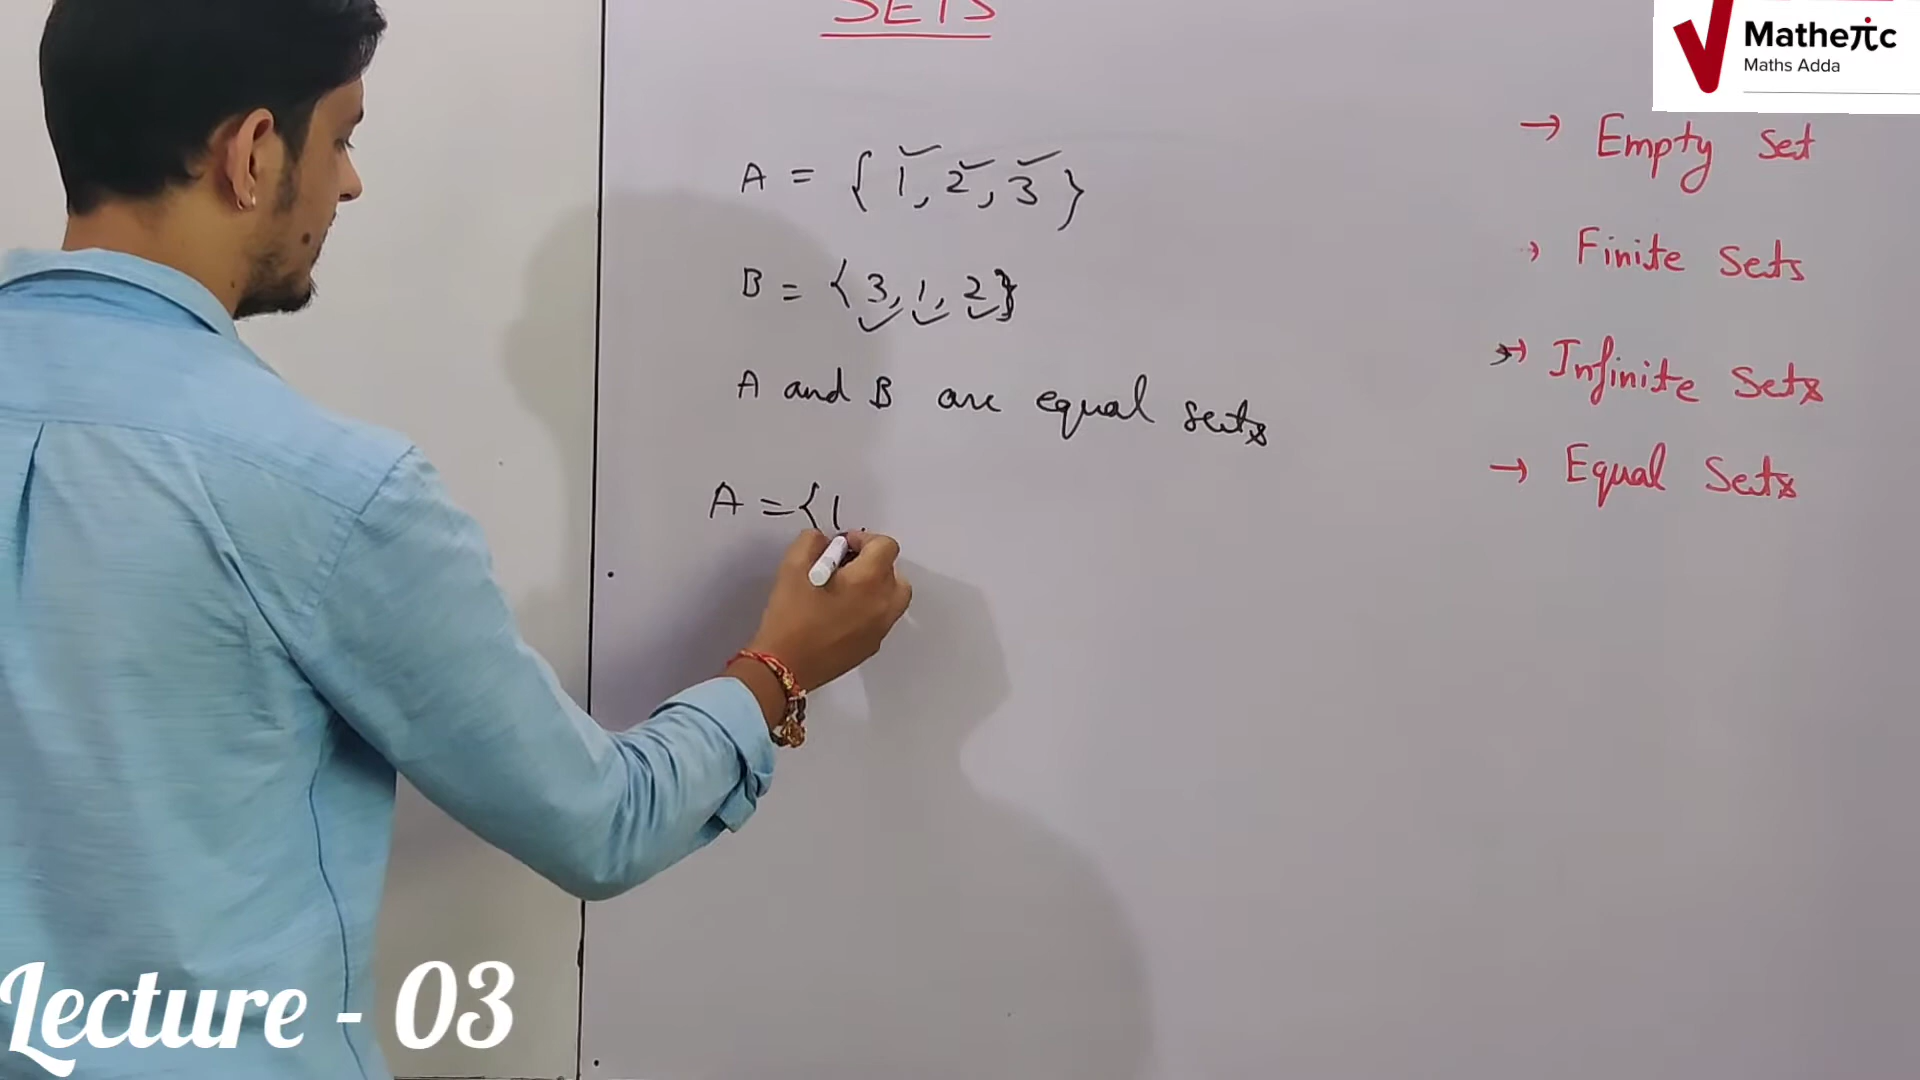 SETS
A = { 1, 2, 3 }
B = { 3, 1, 2 }
A and B are equal sets
A = { 1,
→ Empty Set
→ Finite Sets
→ Infinite Sets
→ Equal Sets
Matheπc
Maths Adda
Lecture - 03